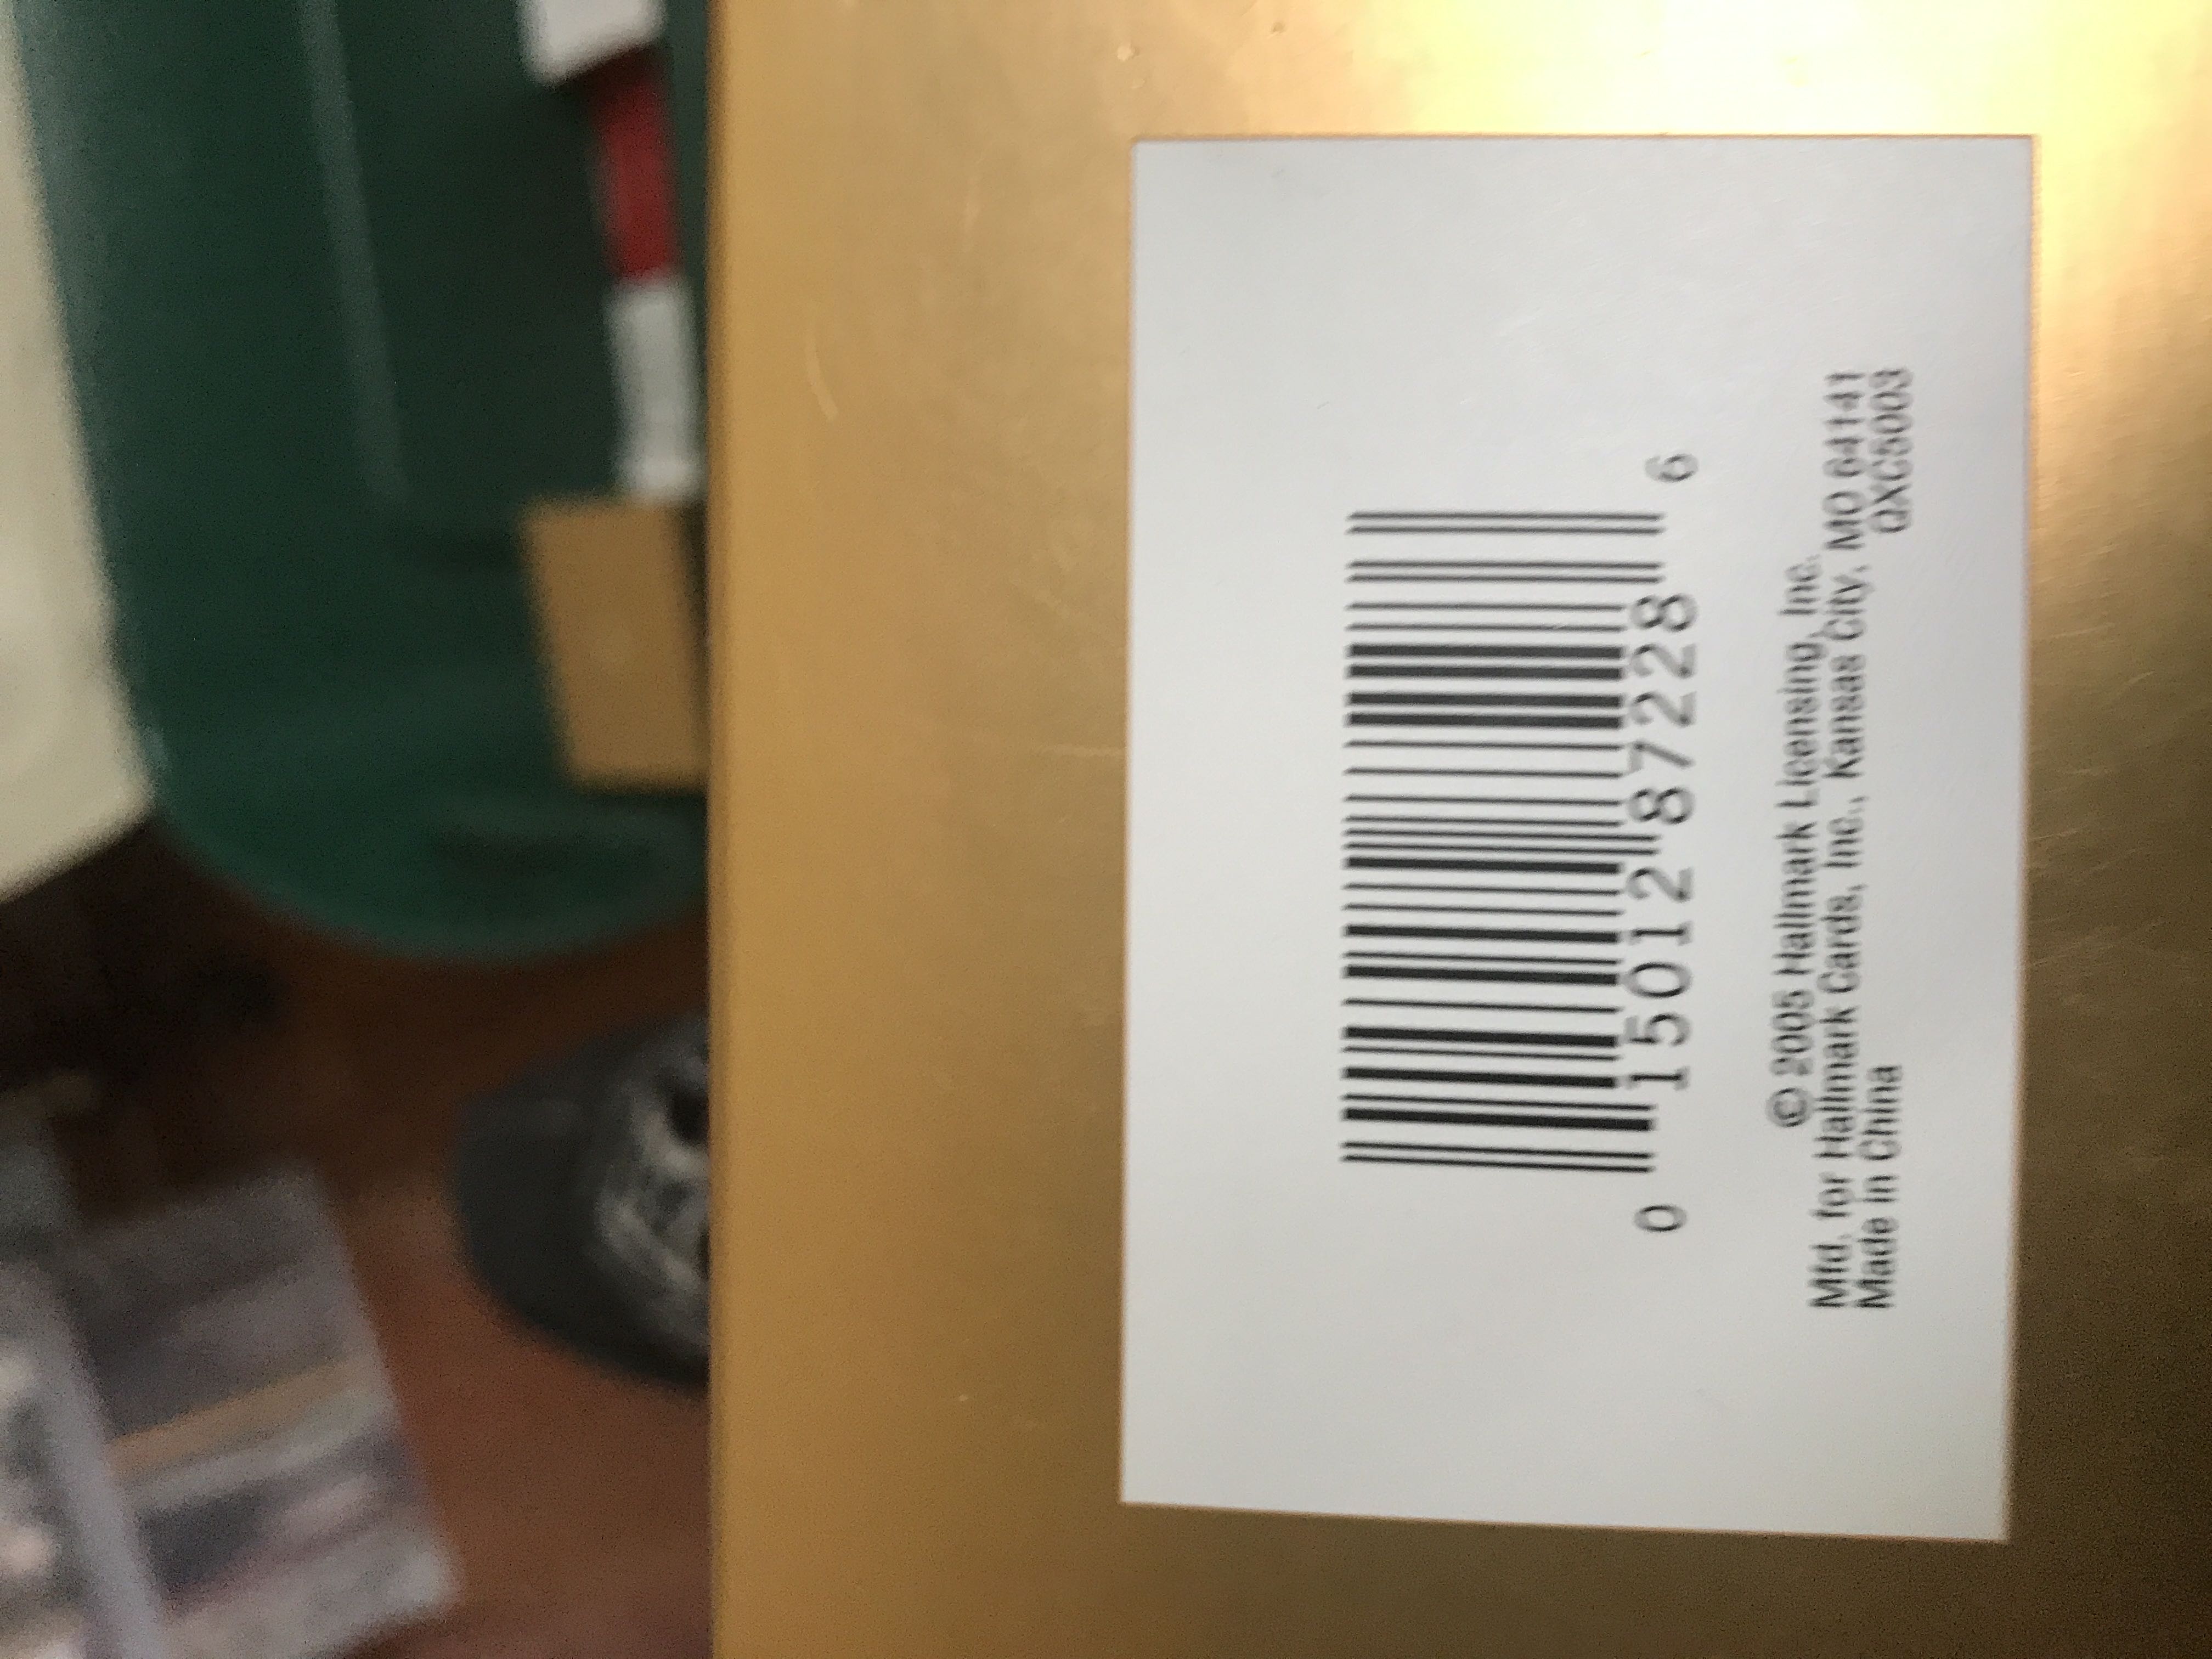 0 15012 87228 6
© 2005 Hallmark Licensing, Inc.
Mfd. for Hallmark Cards, Inc., Kansas City, MO 64141
Made in China QXC5003